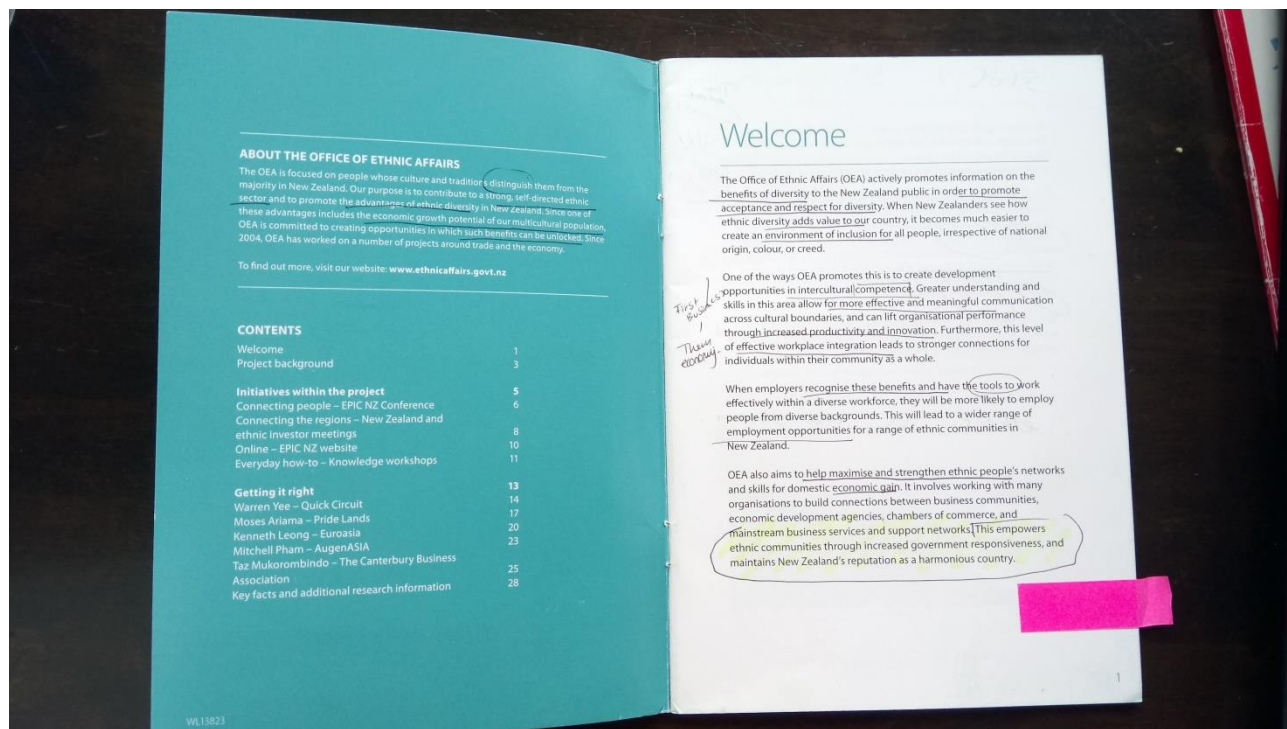 ABOUT THE OFFICE OF ETHNIC AFFAIRS
The OEA is focused on people whose culture and traditions distinguish them from the
majority in New Zealand. Our purpose is to contribute to a strong, self-directed ethnic
sector and to promote the advantages of ethnic diversity in New Zealand. Since one of
these advantages includes the economic growth potential of our multicultural population,
OEA is committed to creating opportunities in which such benefits can be unlocked. Since
2004, OEA has worked on a number of projects around trade and the economy.
To find out more, visit our website: www.ethnicaffairs.govt.nz
CONTENTS
Welcome 1
Project background 3
Initiatives within the project 5
Connecting people – EPIC NZ Conference 6
Connecting the regions – New Zealand and
ethnic investor meetings 8
Online – EPIC NZ website 10
Everyday how-to – Knowledge workshops 11
Getting it right 13
Warren Yee – Quick Circuit 14
Moses Ariama – Pride Lands 17
Kenneth Leong – Euroasia 20
Mitchell Pham – AugenASIA 23
Taz Mukorombindo – The Canterbury Business
Association 25
Key facts and additional research information 28
WL13823
Welcome
The Office of Ethnic Affairs (OEA) actively promotes information on the
benefits of diversity to the New Zealand public in order to promote
acceptance and respect for diversity. When New Zealanders see how
ethnic diversity adds value to our country, it becomes much easier to
create an environment of inclusion for all people, irrespective of national
origin, colour, or creed.
One of the ways OEA promotes this is to create development
opportunities in intercultural competence. Greater understanding and
skills in this area allow for more effective and meaningful communication
across cultural boundaries, and can lift organisational performance
through increased productivity and innovation. Furthermore, this level
of effective workplace integration leads to stronger connections for
individuals within their community as a whole.
First
Business
Then
economy.
When employers recognise these benefits and have the tools to work
effectively within a diverse workforce, they will be more likely to employ
people from diverse backgrounds. This will lead to a wider range of
employment opportunities for a range of ethnic communities in
New Zealand.
OEA also aims to help maximise and strengthen ethnic people's networks
and skills for domestic economic gain. It involves working with many
organisations to build connections between business communities,
economic development agencies, chambers of commerce, and
mainstream business services and support networks. This empowers
ethnic communities through increased government responsiveness, and
maintains New Zealand's reputation as a harmonious country.
1